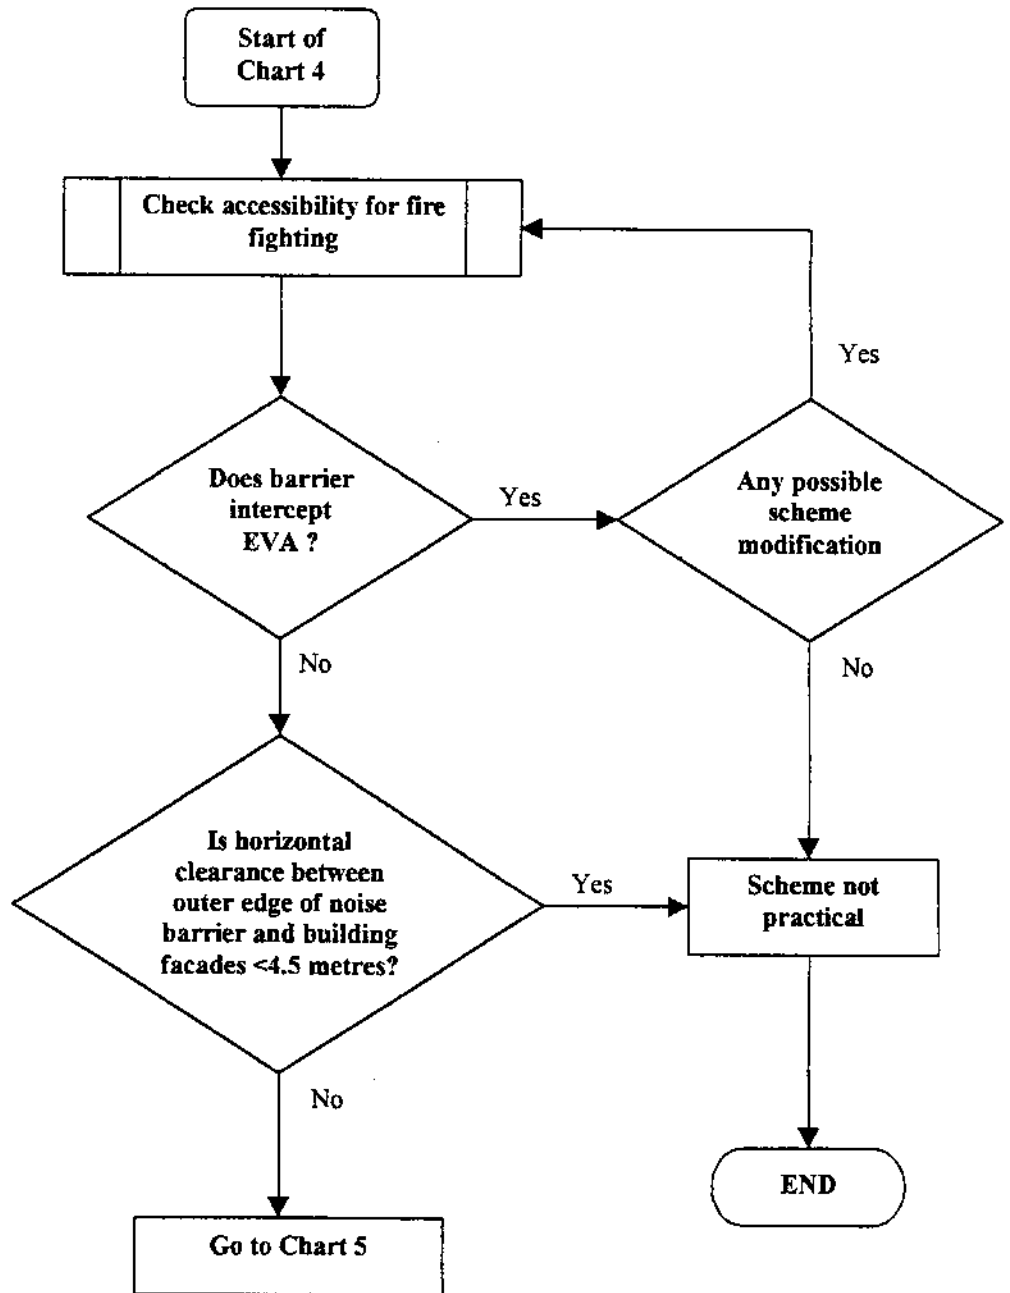 Start of
Chart 4
Check accessibility for fire
fighting
Yes
Does barrier
intercept
EVA ?
Yes
Any possible
scheme
modification
No
No
Is horizontal
clearance between
outer edge of noise
barrier and building
facades <4.5 metres?
Yes
Scheme not
practical
No
END
Go to Chart 5